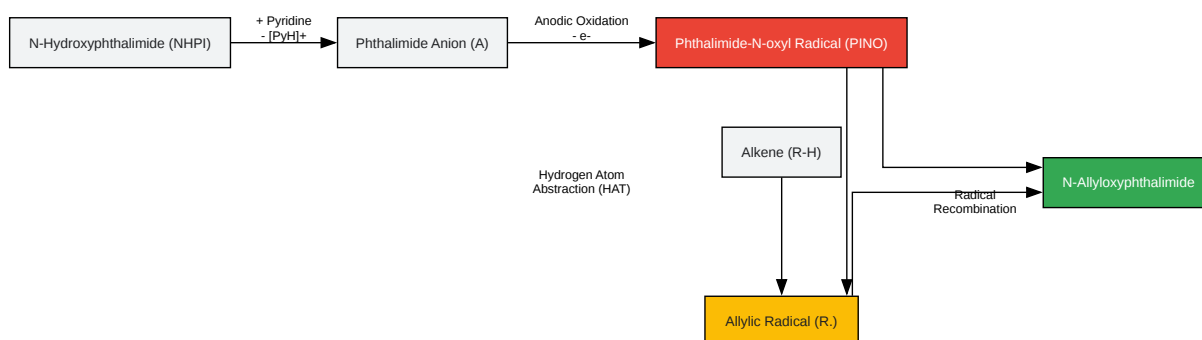 N-Hydroxyphthalimide (NHPI)
+ Pyridine
- [PyH]+
Phthalimide Anion (A)
Anodic Oxidation
- e-
Phthalimide-N-oxyl Radical (PINO)
Alkene (R-H)
Hydrogen Atom
Abstraction (HAT)
Radical
Recombination
N-Allyloxyphthalimide
Allylic Radical (R.)